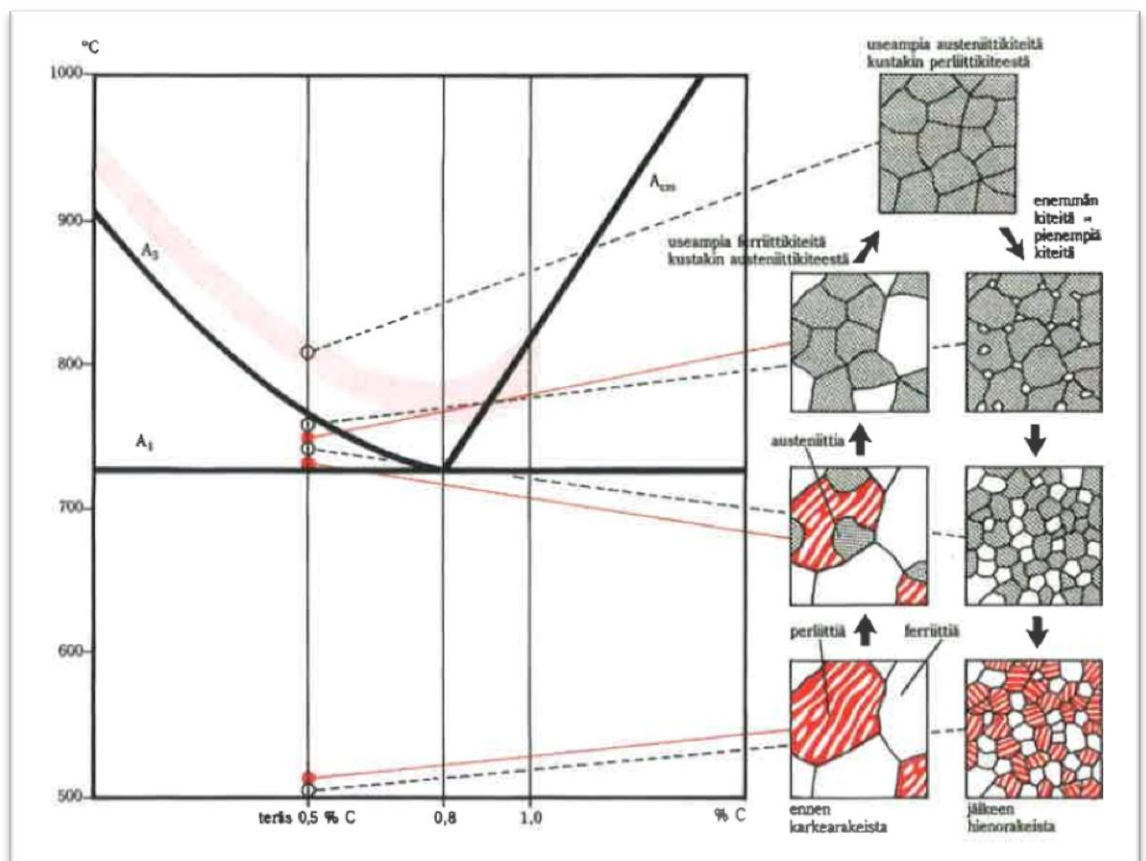 °C
1000
900
800
700
600
500
A₃
A₁
Acm
teräs 0,5 % C
0,8
1,0
% C
useampia austeniittikiteitä
kustakin perliittikiteestä
enemmän
kiteitä =
pienempiä
kiteitä
useampia ferriittikiteitä
kustakin austeniittikiteestä
austeniittia
perliittiä
ferriittiä
ennen
karkearakeista
jälkeen
hienorakeista